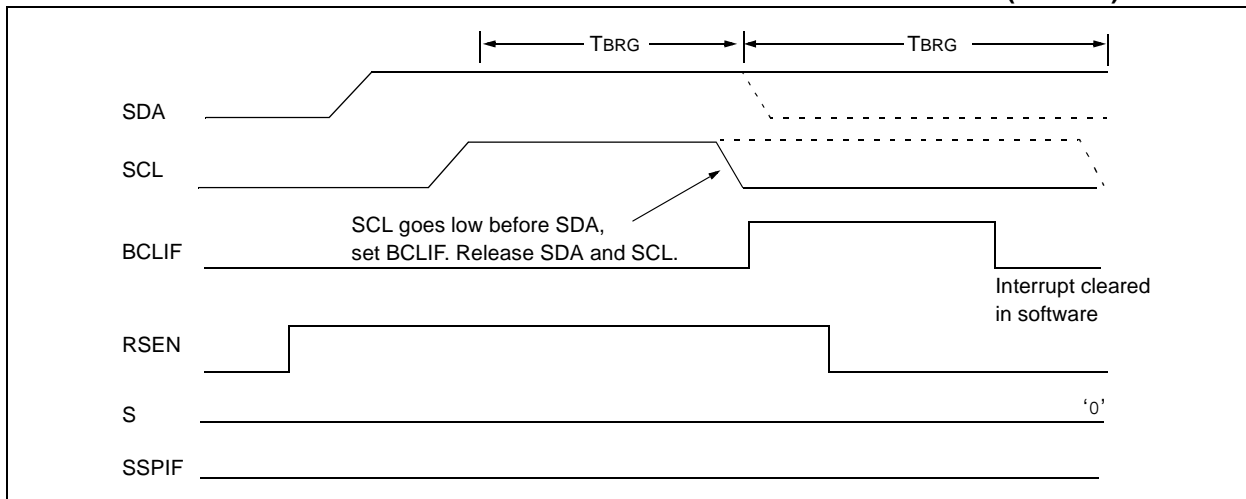 TBRG TBRG
SDA
SCL
SCL goes low before SDA,
set BCLIF. Release SDA and SCL.
BCLIF
Interrupt cleared
in software
RSEN
S
‘0’
SSPIF